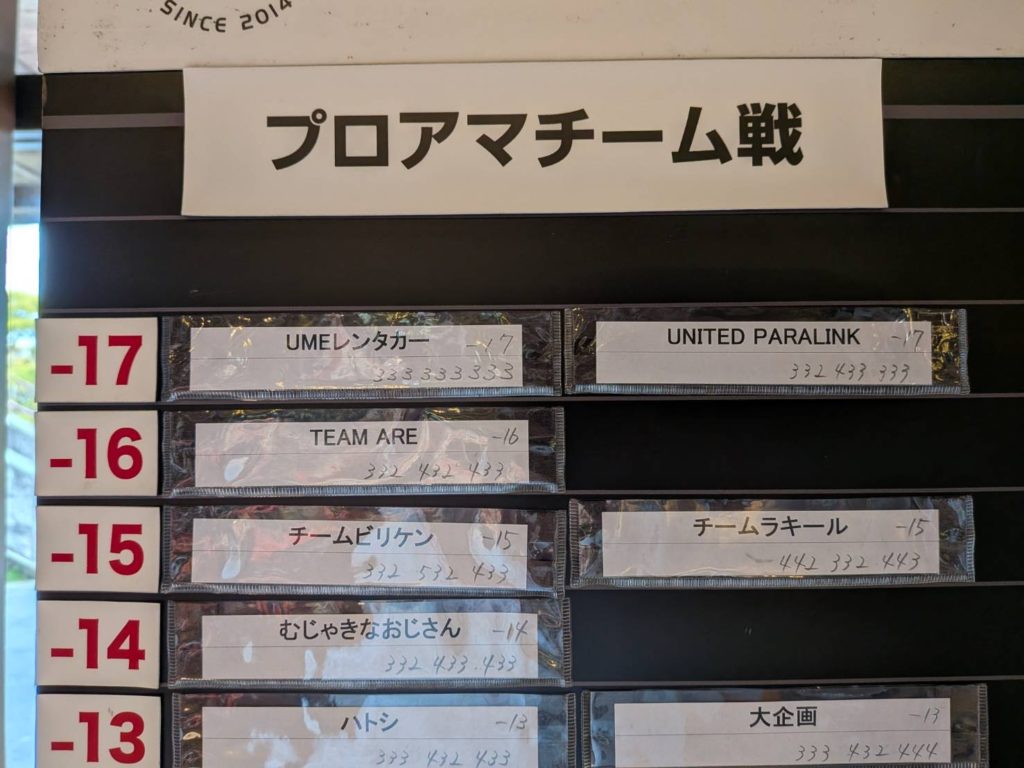 SINCE 2014
プロアマチーム戦
-17
UMEレンタカー -17
333 333 333
UNITED PARALINK -17
332 433 333
-16
TEAM ARE -16
332 432 433
-15
チームビリケン -15
332 532 433
チームラキール -15
442 332 443
-14
むじゃきなおじさん -14
332 433 433
-13
ハトシ -13
333 432 433
大企画 -13
333 432 444